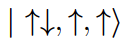 | ↑↓, ↑, ↑⟩